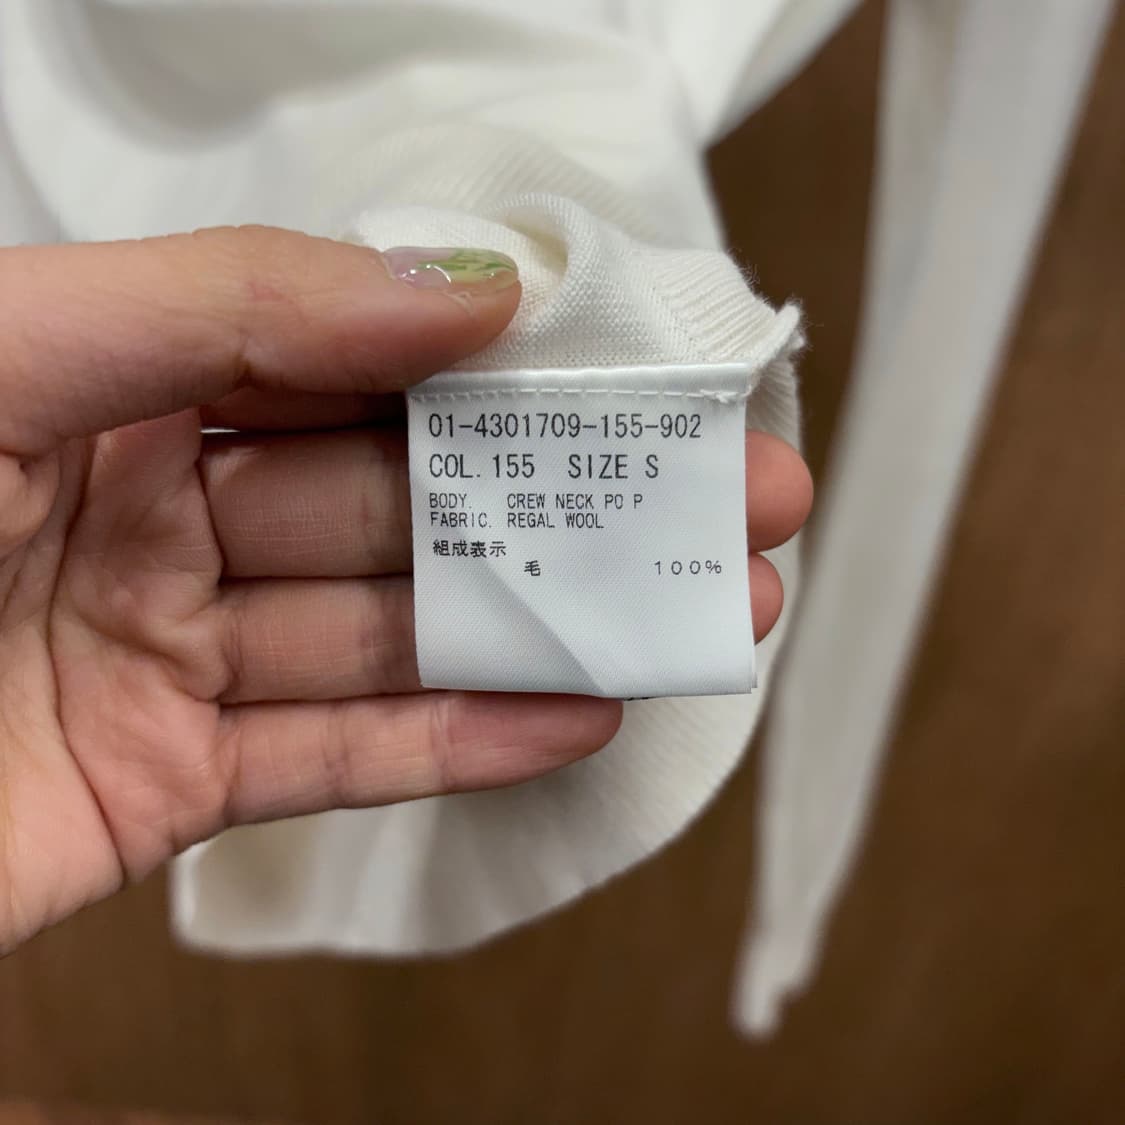 01-4301709-155-902
COL. 155 SIZE S
BODY. CREW NECK PO P
FABRIC. REGAL WOOL
組成表示
毛 100%